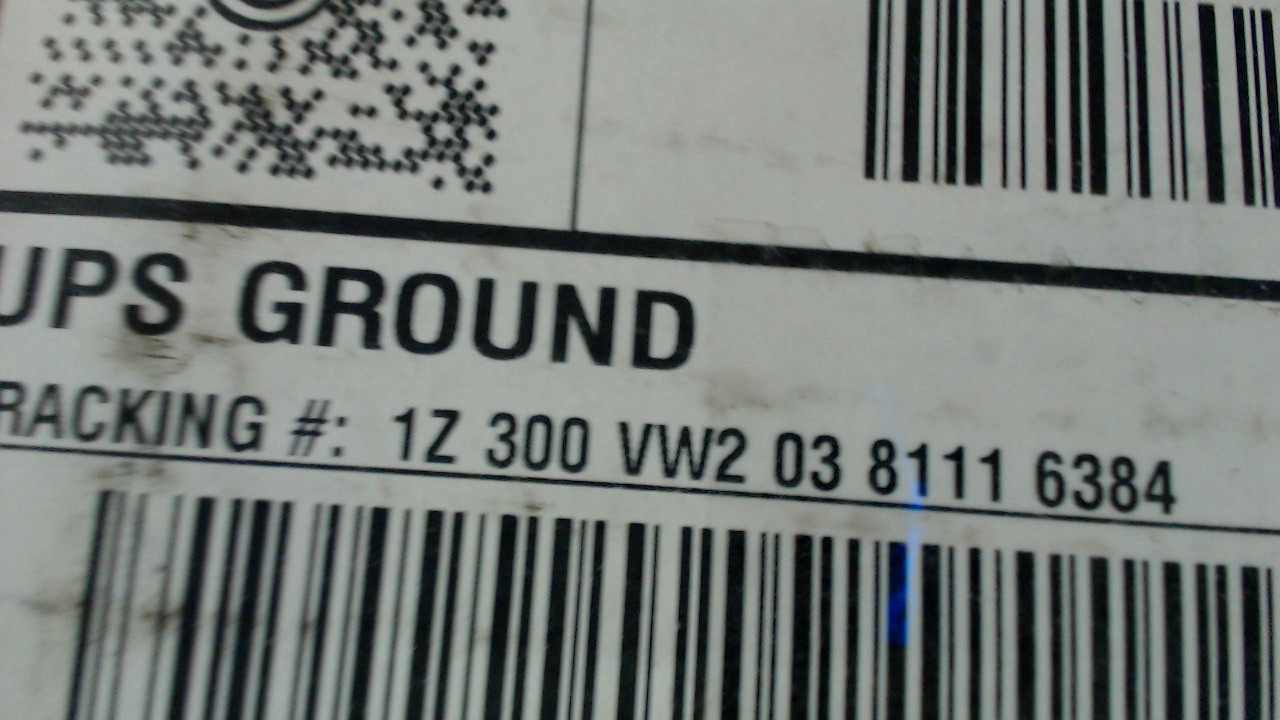 UPS GROUND
RACKING #: 1Z 300 VW2 03 8111 6384